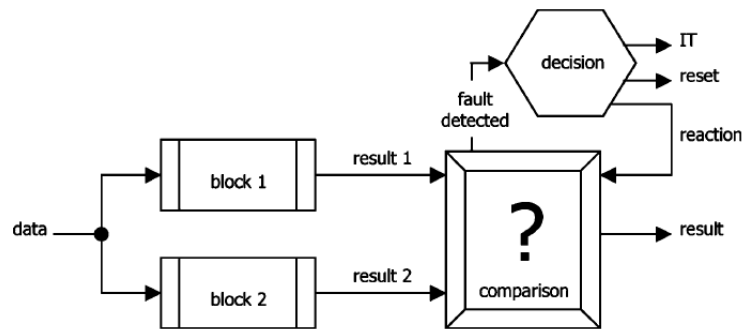 IT
decision
reset
fault
detected
reaction
result 1
block 1
data
?
result
result 2
block 2
comparison